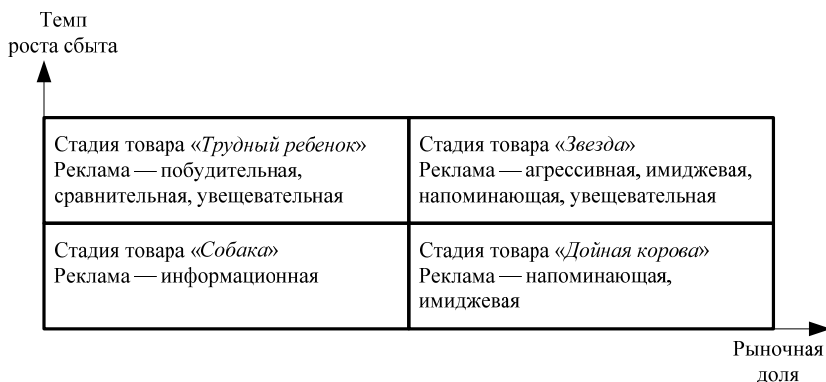 Темп
роста сбыта
Стадия товара «Трудный ребенок»
Реклама — побудительная,
сравнительная, увещевательная
Стадия товара «Звезда»
Реклама — агрессивная, имиджевая,
напоминающая, увещевательная
Стадия товара «Собака»
Реклама — информационная
Стадия товара «Дойная корова»
Реклама — напоминающая,
имиджевая
Рыночная
доля